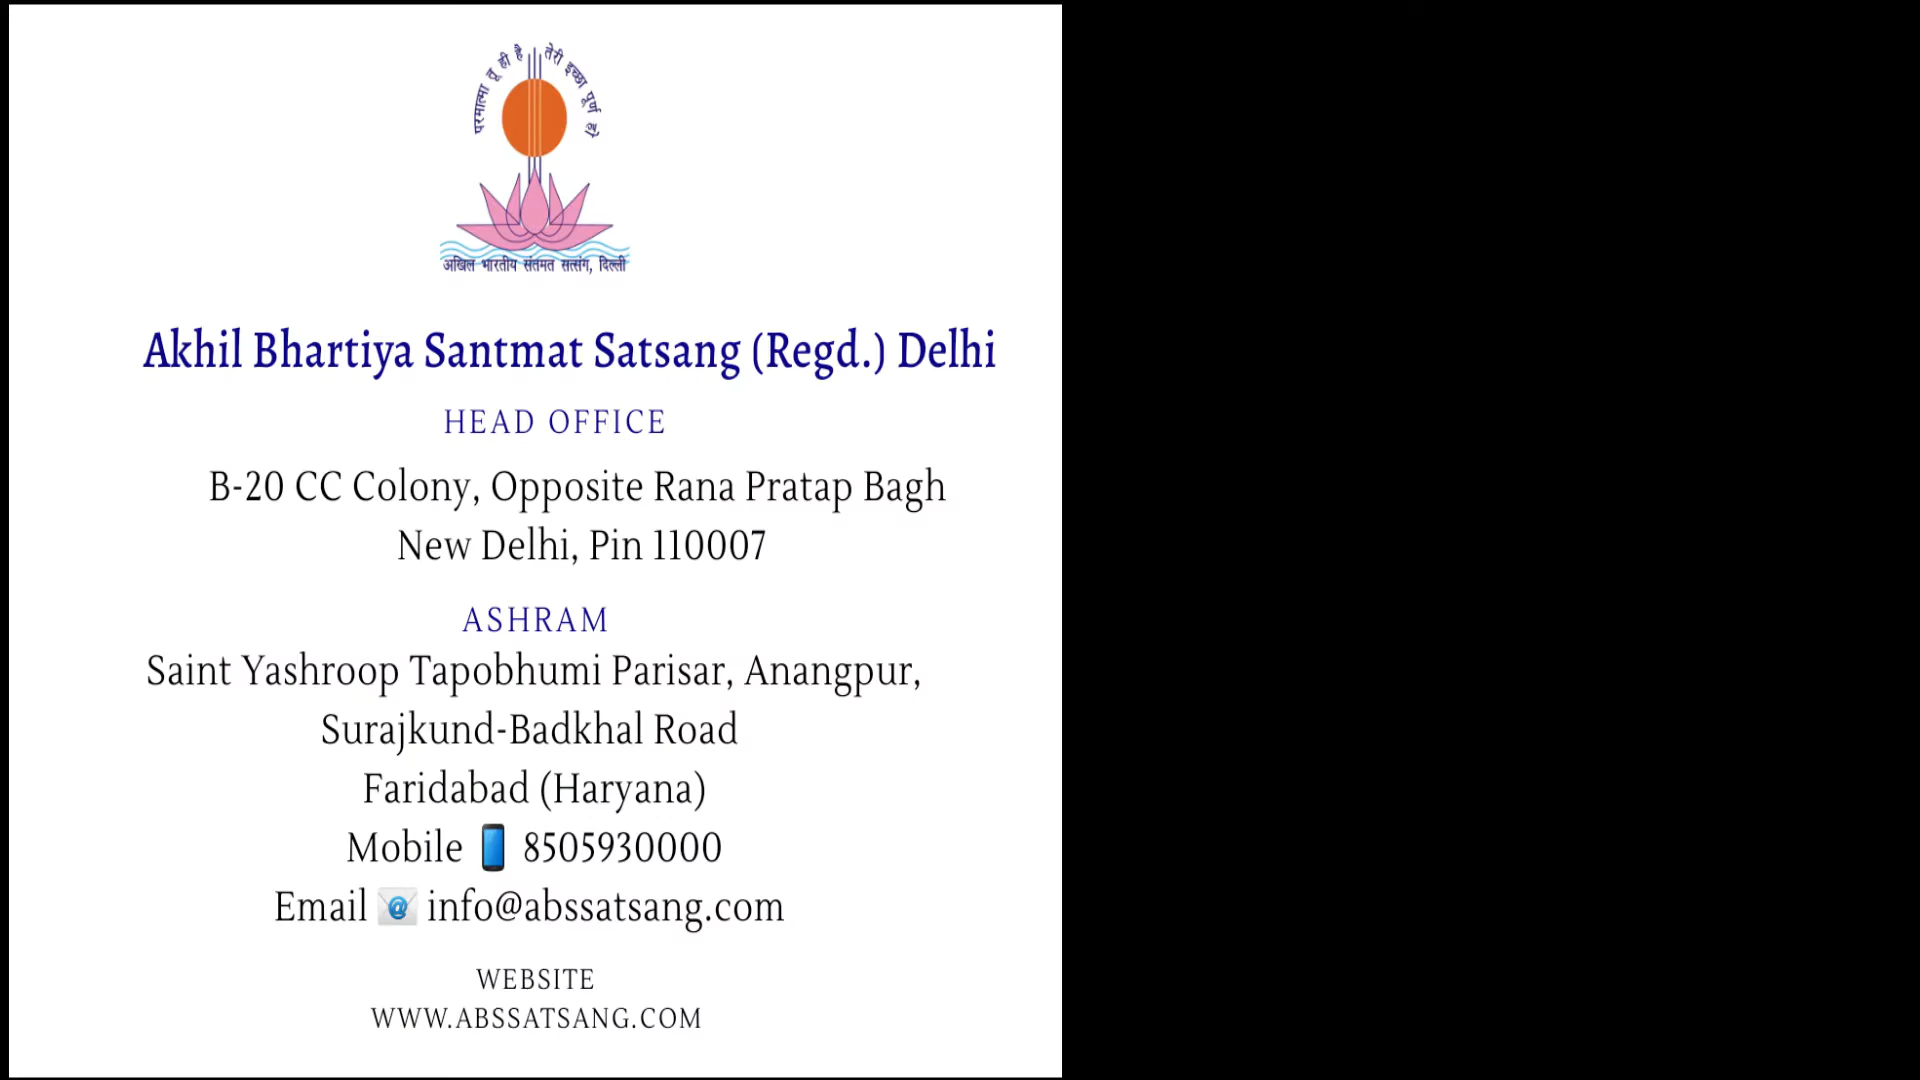 परमात्मा तू ही है तेरी इच्छा पूर्ण हो
अखिल भारतीय संतमत सत्संग, दिल्ली
Akhil Bhartiya Santmat Satsang (Regd.) Delhi
HEAD OFFICE
B-20 CC Colony, Opposite Rana Pratap Bagh
New Delhi, Pin 110007
ASHRAM
Saint Yashroop Tapobhumi Parisar, Anangpur,
Surajkund-Badkhal Road
Faridabad (Haryana)
Mobile 📱 8505930000
Email 📧 info@abssatsang.com
WEBSITE
WWW.ABSSATSANG.COM